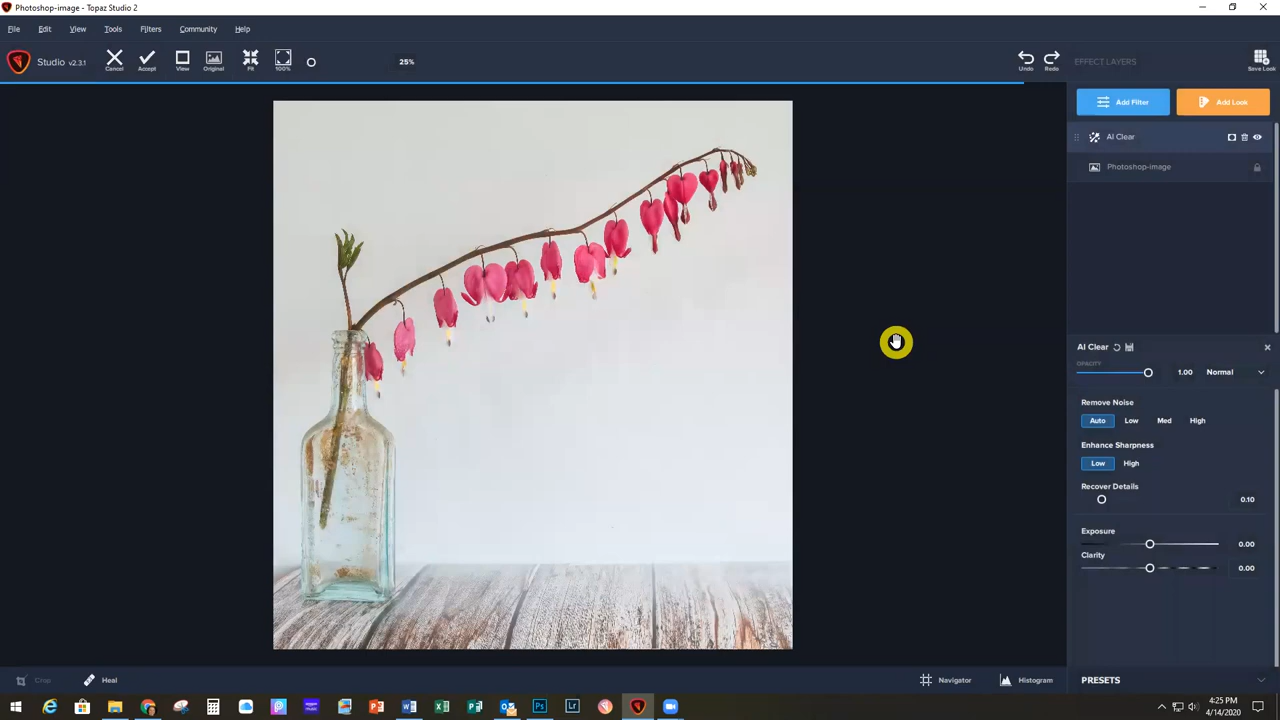 Photoshop-image - Topaz Studio 2
File Edit View Tools Filters Community Help
Studio v2.3.1 Cancel Accept View Original Fit 100% 25% Undo Redo EFFECT LAYERS Save Look
Add Filter Add Look
AI Clear
Photoshop-image
AI Clear
OPACITY
1.00 Normal
Remove Noise
Auto Low Med High
Enhance Sharpness
Low High
Recover Details
0.10
Exposure
0.00
Clarity
0.00
Crop Heal Navigator Histogram PRESETS
4:25 PM
4/14/2020